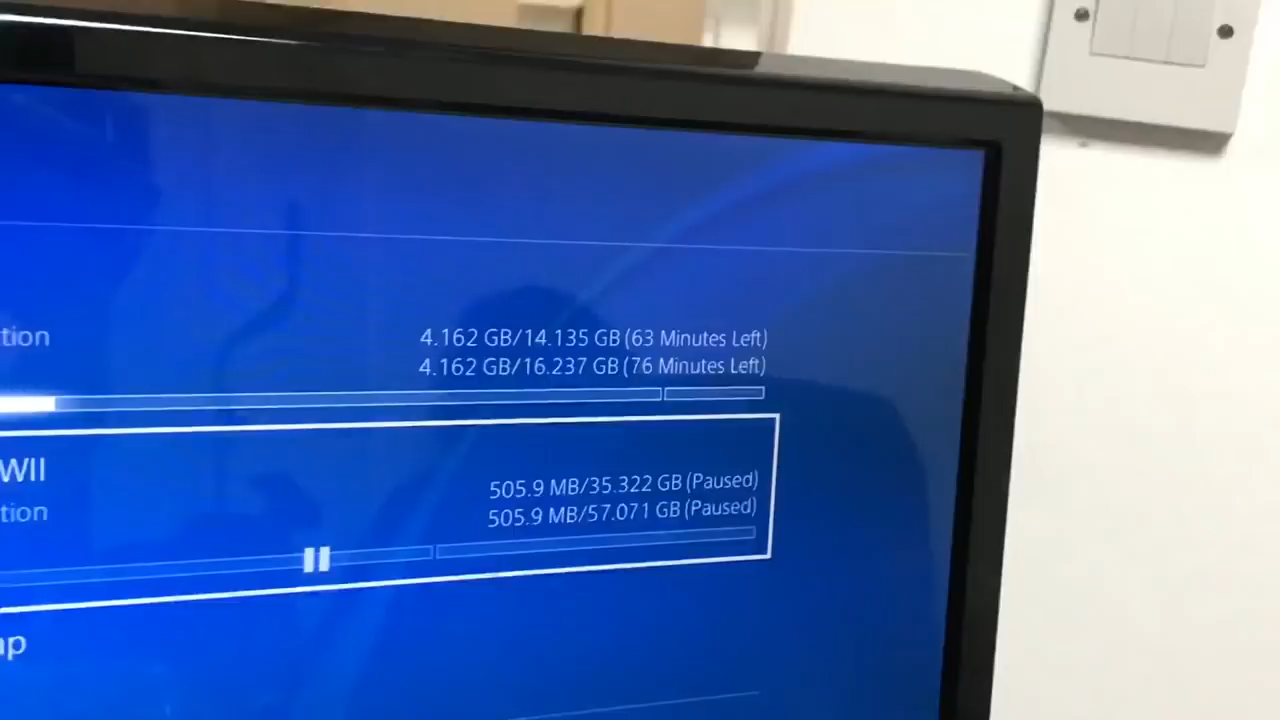 tion
4.162 GB/14.135 GB (63 Minutes Left)
4.162 GB/16.237 GB (76 Minutes Left)
WII
505.9 MB/35.322 GB (Paused)
tion
505.9 MB/57.071 GB (Paused)
ap